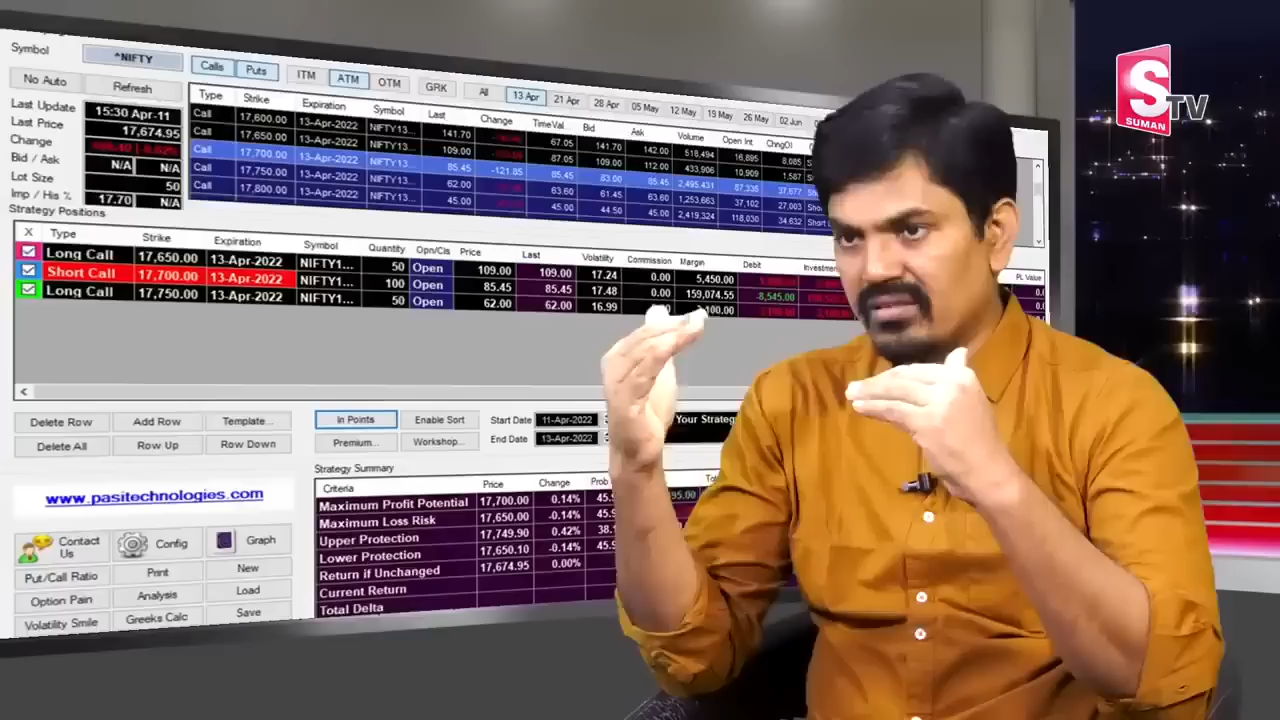 S
TV
SUMAN
Symbol ^NIFTY Calls Puts ITM ATM OTM GRK All 13 Apr 21 Apr 28 Apr 05 May 12 May 19 May 26 May 02 Jun
No Auto Refresh
Last Update 15:30 Apr-11
Last Price 17,674.95
Change
Bid / Ask N/A N/A
Lot Size 50
Imp / His % 17.70 N/A
Type Strike Expiration Symbol Last Change TimeVal... Bid Ask Volume Open Int ChngOI
Call 17,600.00 13-Apr-2022 NIFTY13... 141.70 67.05 141.70 142.00 518,494 16,895 8,085
Call 17,650.00 13-Apr-2022 NIFTY13... 109.00 87.05 109.00 112.00 433,906 10,909 1,587
Call 17,700.00 13-Apr-2022 NIFTY13... 85.45 -121.85 85.45 83.00 85.45 2,495,431 87,336 37,677
Call 17,750.00 13-Apr-2022 NIFTY13... 62.00 63.60 61.45 63.60 1,253,663 37,102 27,003
Call 17,800.00 13-Apr-2022 NIFTY13... 45.00 45.00 44.50 45.00 2,419,324 118,030 34,632
Strategy Positions
X Type Strike Expiration Symbol Quantity Opn/Cls Price Last Volatility Commission Margin Debit PL Value
Long Call 17,650.00 13-Apr-2022 NIFTY1... 50 Open 109.00 109.00 17.24 0.00 5,450.00
Short Call 17,700.00 13-Apr-2022 NIFTY1... 100 Open 85.45 85.45 17.48 0.00 159,074.55 -8,545.00
Long Call 17,750.00 13-Apr-2022 NIFTY1... 50 Open 62.00 62.00 16.99
Delete Row Add Row Template... In Points Enable Sort Start Date 11-Apr-2022 Your
Delete All Row Up Row Down Premium... Workshop... End Date 13-Apr-2022
www.pasitechnologies.com
Strategy Summary
Criteria Price Change
Maximum Profit Potential 17,700.00 0.14%
Maximum Loss Risk 17,650.00 -0.14%
Upper Protection 17,749.90 0.42%
Lower Protection 17,650.10 -0.14%
Return if Unchanged 17,674.95 0.00%
Current Return
Total Delta
Contact Us Config Graph
Put/Call Ratio Print New
Option Pain Analysis Load
Volatility Smile Greeks Calc Save